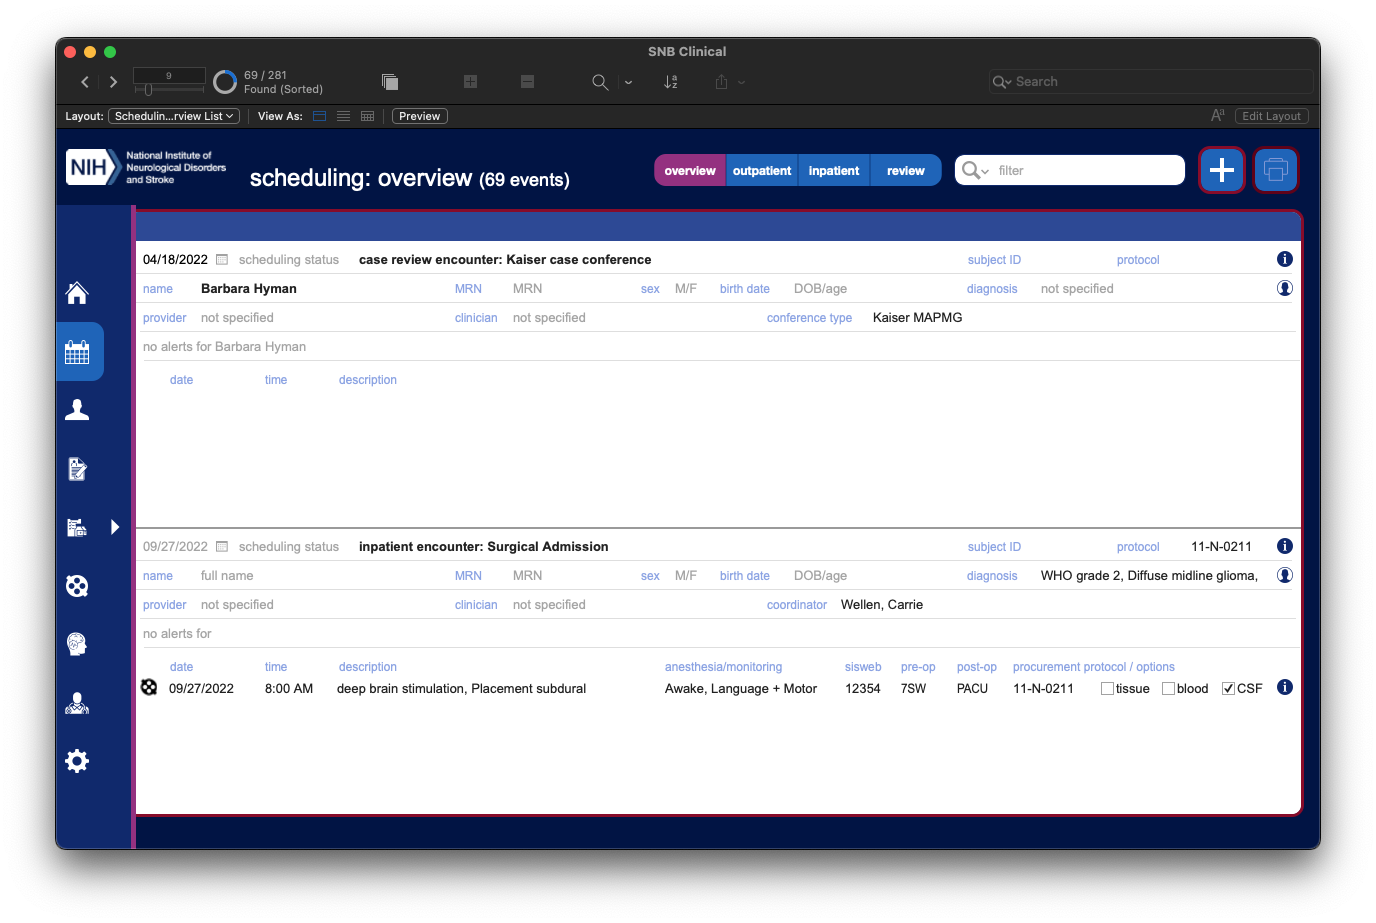 SNB Clinical
9
69 / 281
Found (Sorted)
Search
Layout: Schedulin...rview List View As: Preview Aa Edit Layout
NIH National Institute of
Neurological Disorders
and Stroke
scheduling: overview (69 events)
overview outpatient inpatient review
filter
04/18/2022 scheduling status case review encounter: Kaiser case conference subject ID protocol
name Barbara Hyman MRN MRN sex M/F birth date DOB/age diagnosis not specified
provider not specified clinician not specified conference type Kaiser MAPMG
no alerts for Barbara Hyman
date time description
09/27/2022 scheduling status inpatient encounter: Surgical Admission subject ID protocol 11-N-0211
name full name MRN MRN sex M/F birth date DOB/age diagnosis WHO grade 2, Diffuse midline glioma,
provider not specified clinician not specified coordinator Wellen, Carrie
no alerts for
date time description anesthesia/monitoring sisweb pre-op post-op procurement protocol / options
09/27/2022 8:00 AM deep brain stimulation, Placement subdural Awake, Language + Motor 12354 7SW PACU 11-N-0211 tissue blood CSF